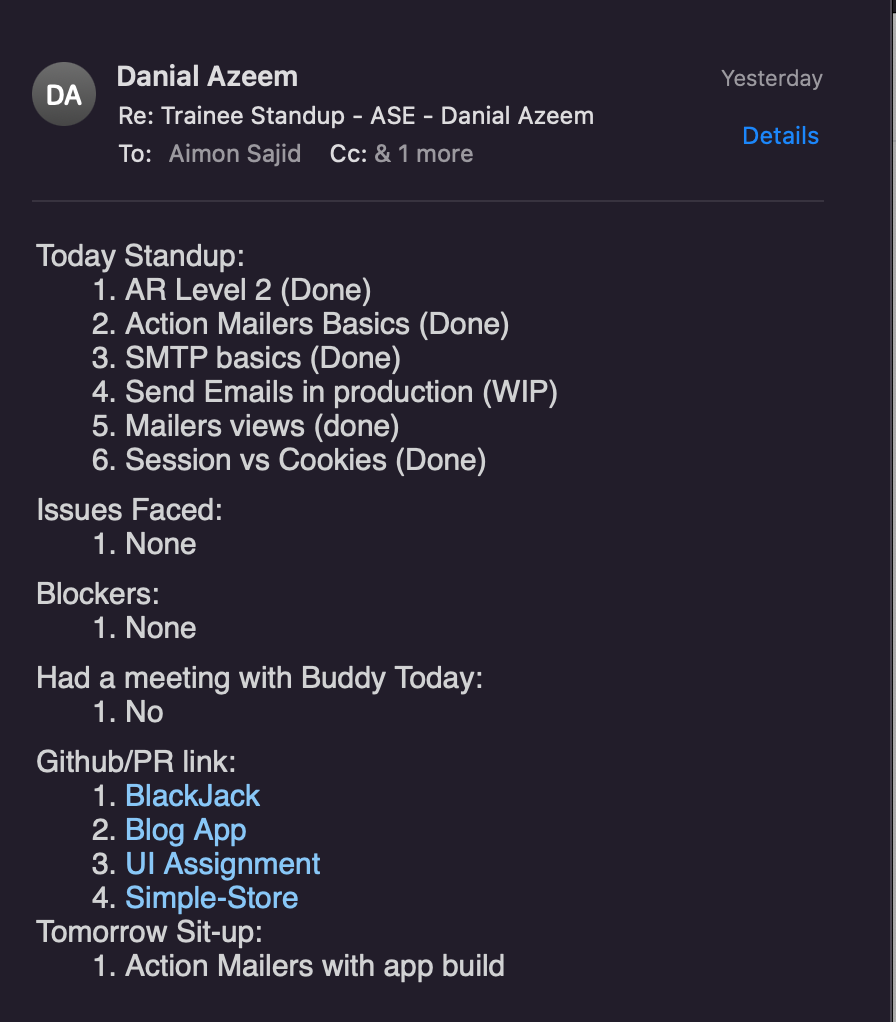 DA
Danial Azeem
Yesterday
Re: Trainee Standup - ASE - Danial Azeem
Details
To: Aimon Sajid Cc: & 1 more
Today Standup:
1. AR Level 2 (Done)
2. Action Mailers Basics (Done)
3. SMTP basics (Done)
4. Send Emails in production (WIP)
5. Mailers views (done)
6. Session vs Cookies (Done)
Issues Faced:
1. None
Blockers:
1. None
Had a meeting with Buddy Today:
1. No
Github/PR link:
1. BlackJack
2. Blog App
3. UI Assignment
4. Simple-Store
Tomorrow Sit-up:
1. Action Mailers with app build